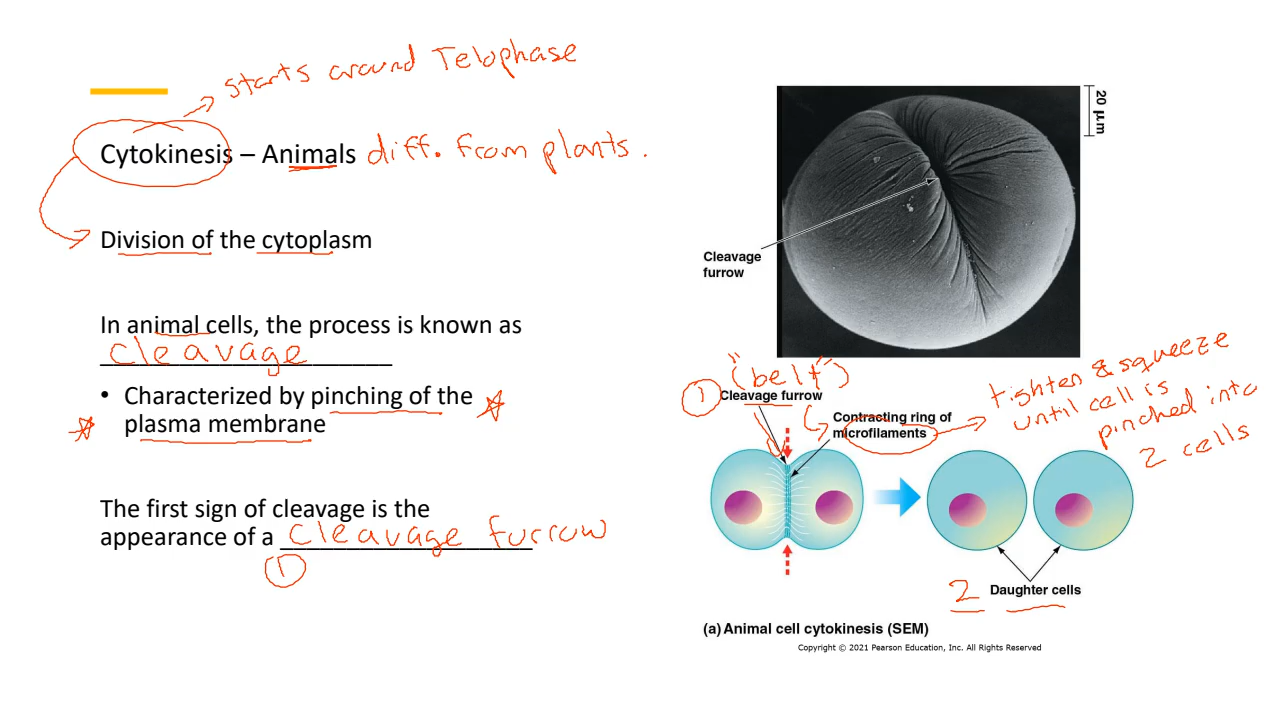 starts around Telophase
Cytokinesis – Animals diff. from plants.
Division of the cytoplasm
In animal cells, the process is known as
cleavage
• Characterized by pinching of the
plasma membrane
The first sign of cleavage is the
appearance of a cleavage furrow
1
20 µm
Cleavage
furrow
"(belt")
1 Cleavage furrow
Contracting ring of
microfilaments
tighten & squeeze
until cell is
pinched into
2 cells
2 Daughter cells
(a) Animal cell cytokinesis (SEM)
Copyright © 2021 Pearson Education, Inc. All Rights Reserved